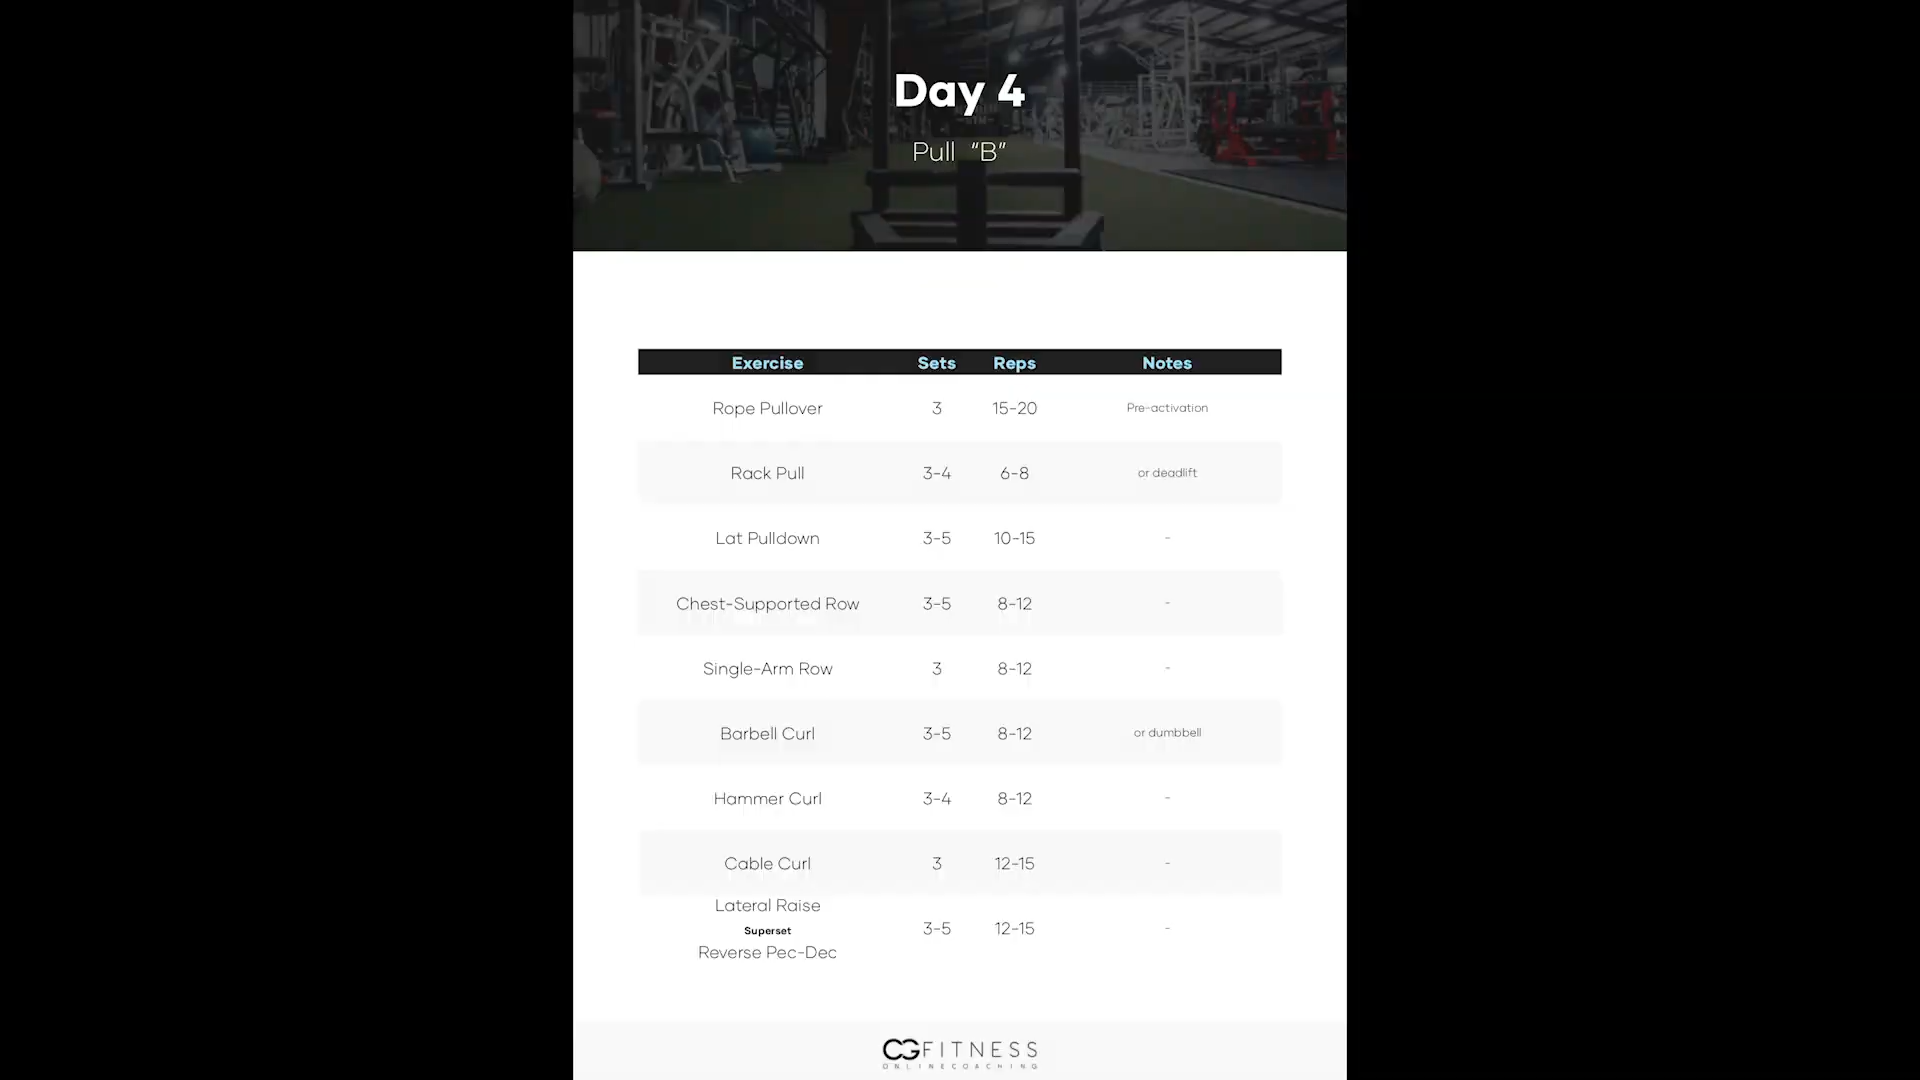 Day 4
Pull "B"
Exercise Sets Reps Notes
Rope Pullover 3 15-20 Pre-activation
Rack Pull 3-4 6-8 or deadlift
Lat Pulldown 3-5 10-15 -
Chest-Supported Row 3-5 8-12 -
Single-Arm Row 3 8-12 -
Barbell Curl 3-5 8-12 or dumbbell
Hammer Curl 3-4 8-12 -
Cable Curl 3 12-15 -
Lateral Raise
Superset 3-5 12-15 -
Reverse Pec-Dec
CGFITNESS
ONLINECOACHING